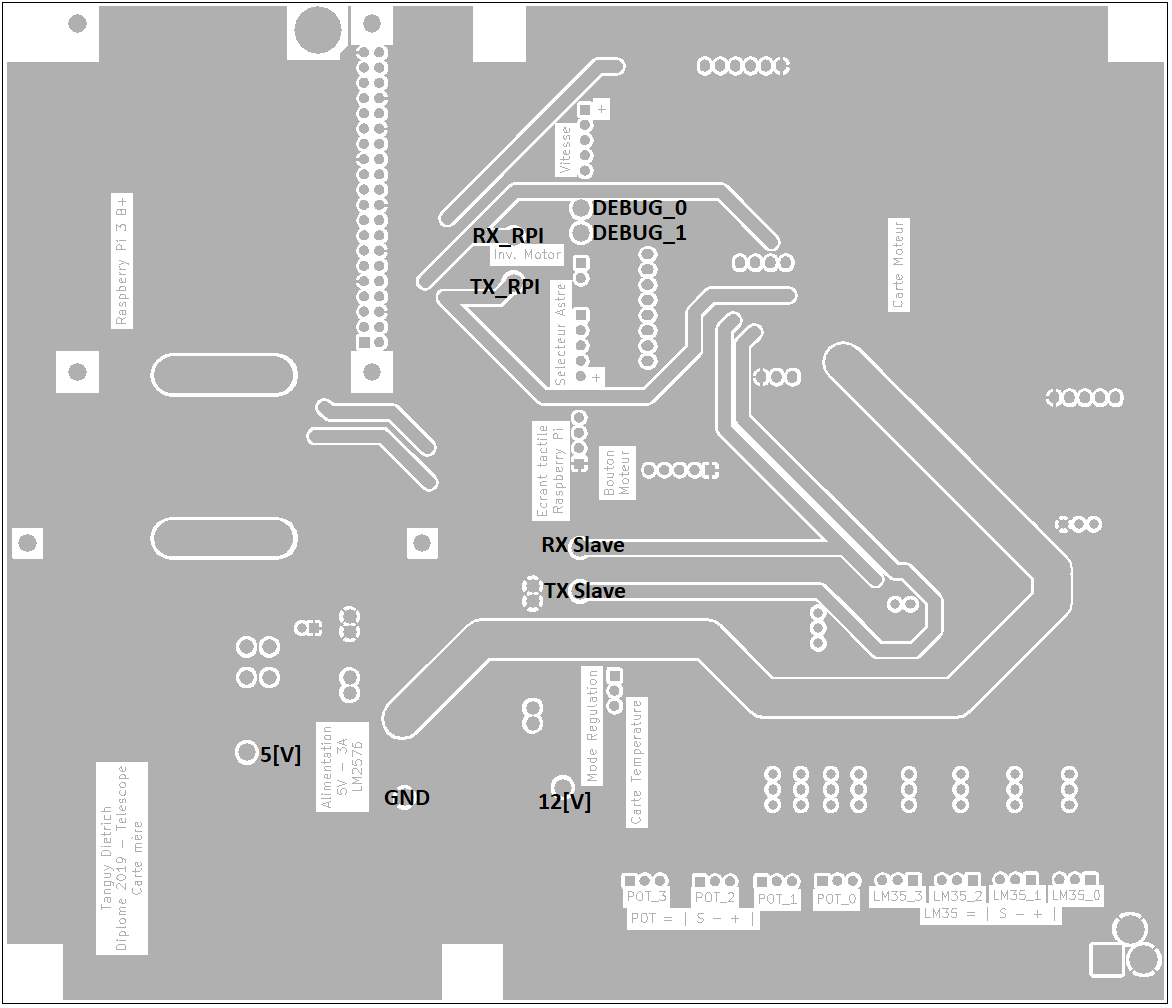 +
Vitesse
DEBUG_0
DEBUG_1
RX_RPI
Inv. Motor
TX_RPI
Raspberry Pi 3 B+
Carte Moteur
Selecteur Astre
+
Ecrant tactile
Raspberry Pi
Bouton
Moteur
RX Slave
TX Slave
Mode Regulation
Carte Temperature
Alimentation
5V - 3A
LM2576
5[V]
GND
12[V]
Tanguy Dietrich
Diplome 2019 - Telescope
Carte mère
POT_3
POT_2
POT_1
POT_0
LM35_3
LM35_2
LM35_1
LM35_0
POT = | S - + |
LM35 = | S - + |